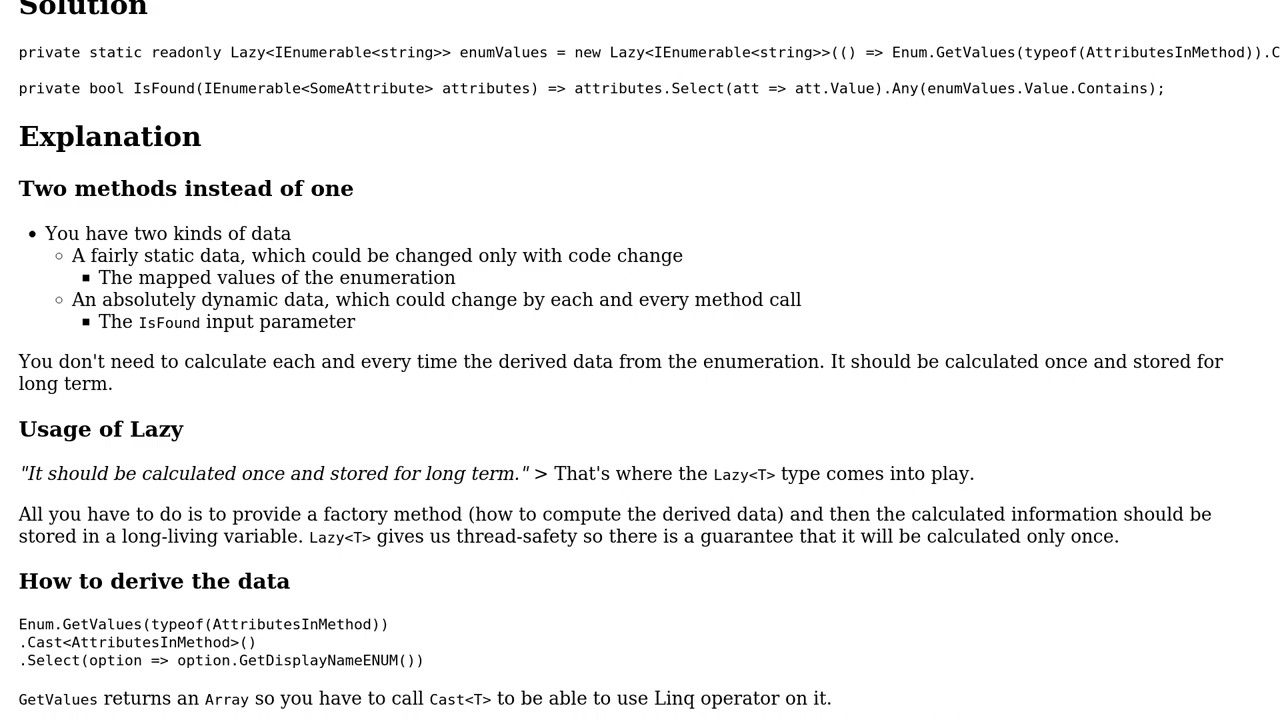 Solution
private static readonly Lazy<IEnumerable<string>> enumValues = new Lazy<IEnumerable<string>>(() => Enum.GetValues(typeof(AttributesInMethod)).C
private bool IsFound(IEnumerable<SomeAttribute> attributes) => attributes.Select(att => att.Value).Any(enumValues.Value.Contains);
Explanation
Two methods instead of one
• You have two kinds of data
◦ A fairly static data, which could be changed only with code change
▪ The mapped values of the enumeration
◦ An absolutely dynamic data, which could change by each and every method call
▪ The IsFound input parameter
You don't need to calculate each and every time the derived data from the enumeration. It should be calculated once and stored for
long term.
Usage of Lazy
"It should be calculated once and stored for long term." > That's where the Lazy<T> type comes into play.
All you have to do is to provide a factory method (how to compute the derived data) and then the calculated information should be
stored in a long-living variable. Lazy<T> gives us thread-safety so there is a guarantee that it will be calculated only once.
How to derive the data
Enum.GetValues(typeof(AttributesInMethod))
.Cast<AttributesInMethod>()
.Select(option => option.GetDisplayNameENUM())
GetValues returns an Array so you have to call Cast<T> to be able to use Linq operator on it.